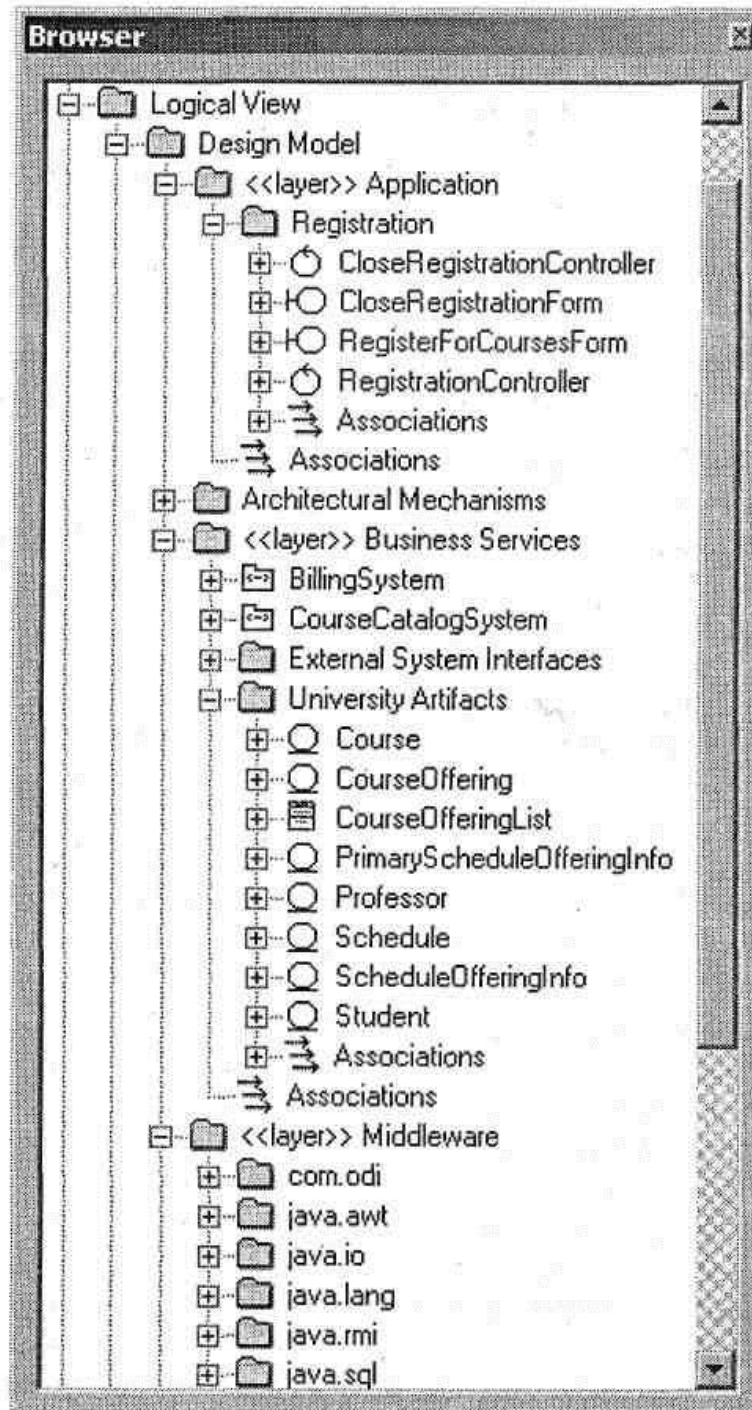 Browser
Logical View
Design Model
<<layer>> Application
Registration
CloseRegistrationController
CloseRegistrationForm
RegisterForCoursesForm
RegistrationController
Associations
Associations
Architectural Mechanisms
<<layer>> Business Services
BillingSystem
CourseCatalogSystem
External System Interfaces
University Artifacts
Course
CourseOffering
CourseOfferingList
PrimaryScheduleOfferingInfo
Professor
Schedule
ScheduleOfferingInfo
Student
Associations
Associations
<<layer>> Middleware
com.odi
java.awt
java.io
java.lang
java.rmi
java.sql